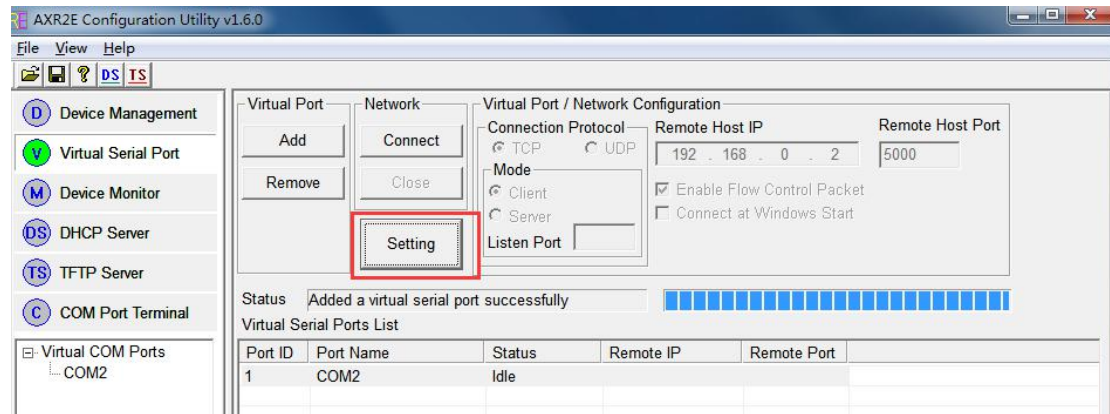 AXR2E Configuration Utility v1.6.0
File View Help
DS TS
D Device Management
V Virtual Serial Port
M Device Monitor
DS DHCP Server
TS TFTP Server
C COM Port Terminal
Virtual COM Ports
COM2
Virtual Port
Add
Remove
Network
Connect
Close
Setting
Virtual Port / Network Configuration
Connection Protocol
TCP UDP
Mode
Client
Server
Listen Port
Remote Host IP
192 . 168 . 0 . 2
Remote Host Port
5000
Enable Flow Control Packet
Connect at Windows Start
Status Added a virtual serial port successfully
Virtual Serial Ports List
Port ID Port Name Status Remote IP Remote Port
1 COM2 Idle